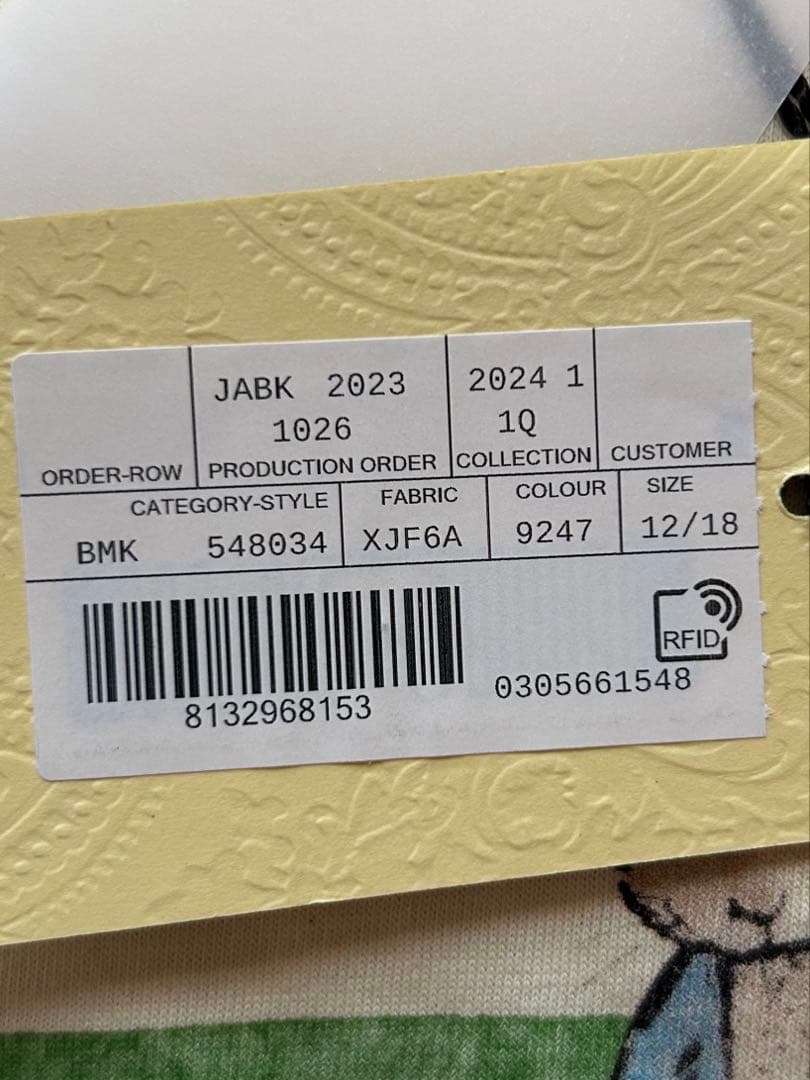 JABK 2023
1026
2024 1
1Q
ORDER-ROW PRODUCTION ORDER COLLECTION CUSTOMER
CATEGORY-STYLE FABRIC COLOUR SIZE
BMK 548034 XJF6A 9247 12/18
RFID
8132968153 0305661548